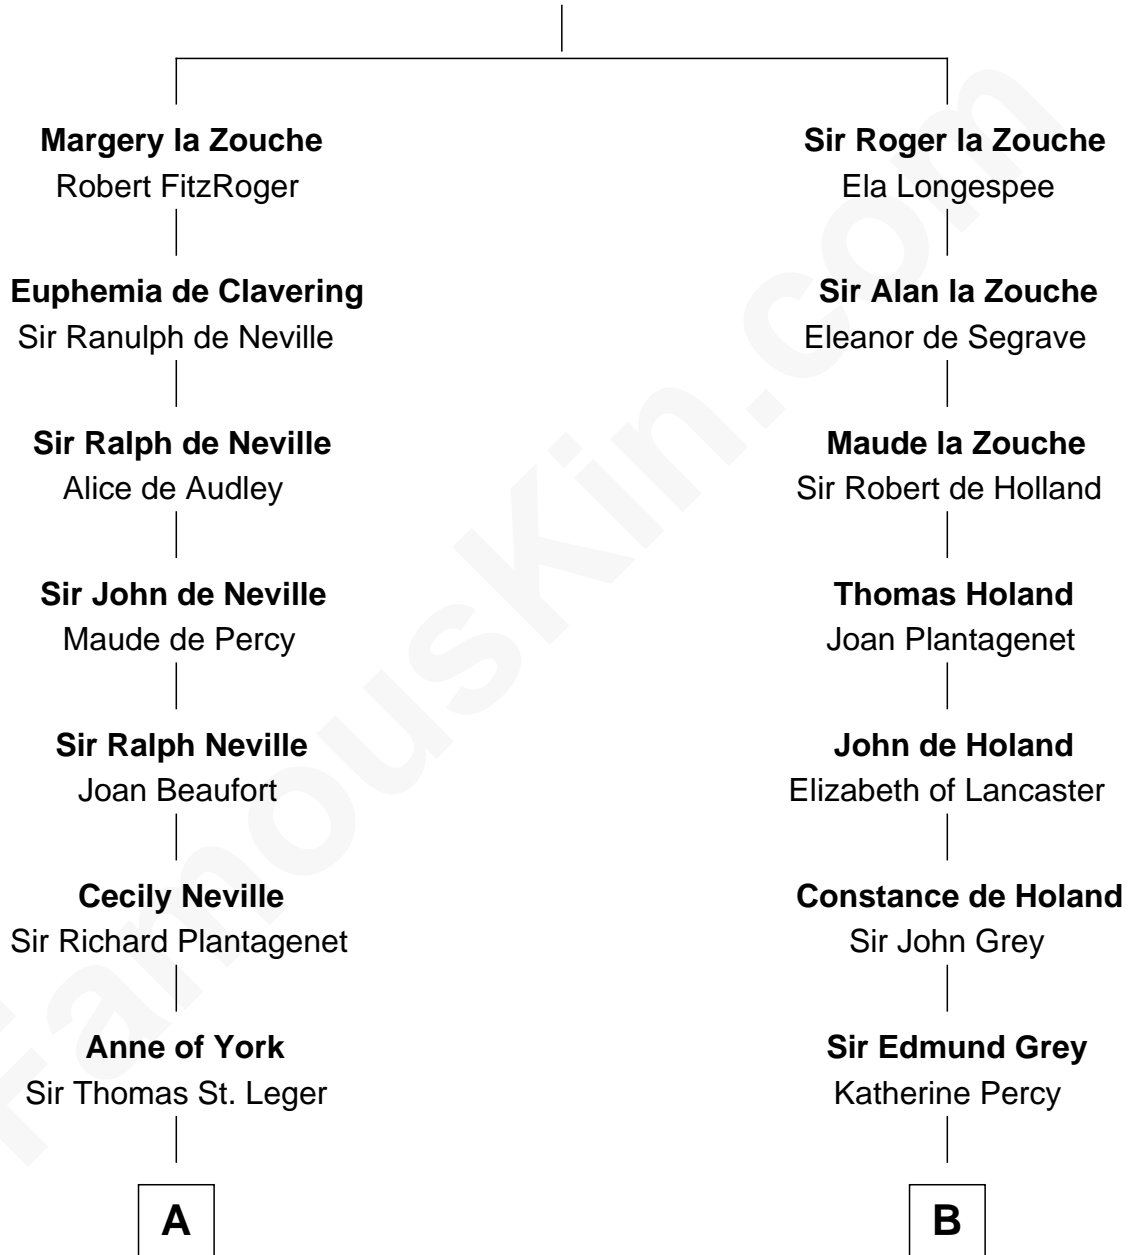 Margery la Zouche
Robert FitzRoger
Euphemia de Clavering
Sir Ranulph de Neville
Sir Ralph de Neville
Alice de Audley
Sir John de Neville
Maude de Percy
Sir Ralph Neville
Joan Beaufort
Cecily Neville
Sir Richard Plantagenet
Anne of York
Sir Thomas St. Leger
A
Sir Roger la Zouche
Ela Longespee
Sir Alan la Zouche
Eleanor de Segrave
Maude la Zouche
Sir Robert de Holland
Thomas Holand
Joan Plantagenet
John de Holand
Elizabeth of Lancaster
Constance de Holand
Sir John Grey
Sir Edmund Grey
Katherine Percy
B
FamousKin.com